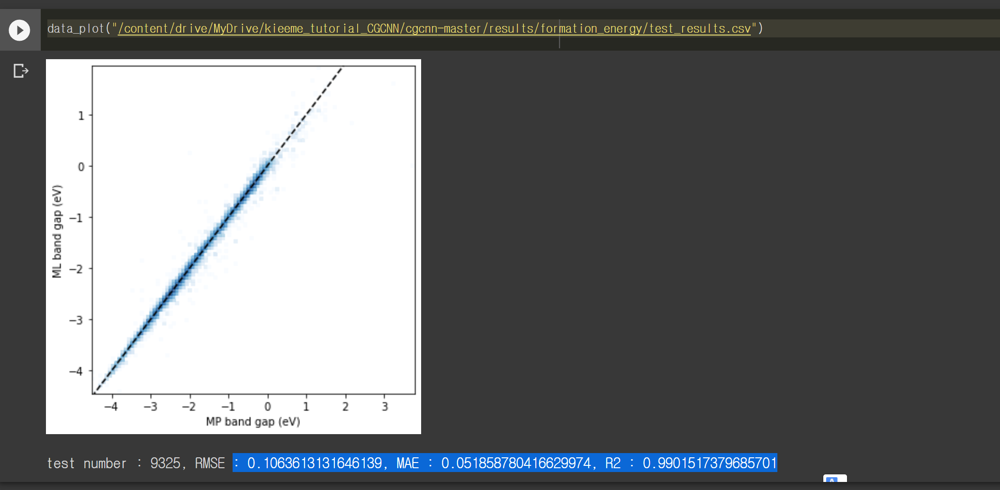 data_plot("/content/drive/MyDrive/kieeme_tutorial_CGCNN/cgcnn-master/results/formation_energy/test_results.csv")
1
0
−1
−2
−3
−4
ML band gap (eV)
−4 −3 −2 −1 0 1 2 3
MP band gap (eV)
test number : 9325, RMSE : 0.1063613131646139, MAE : 0.051858780416629974, R2 : 0.9901517379685701